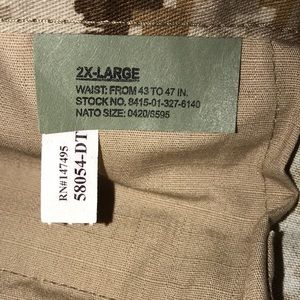 2X-LARGE
WAIST: FROM 43 TO 47 IN.
STOCK NO. 8415-01-327-6140
NATO SIZE: 0420/9595
RN#147495
58054-DT